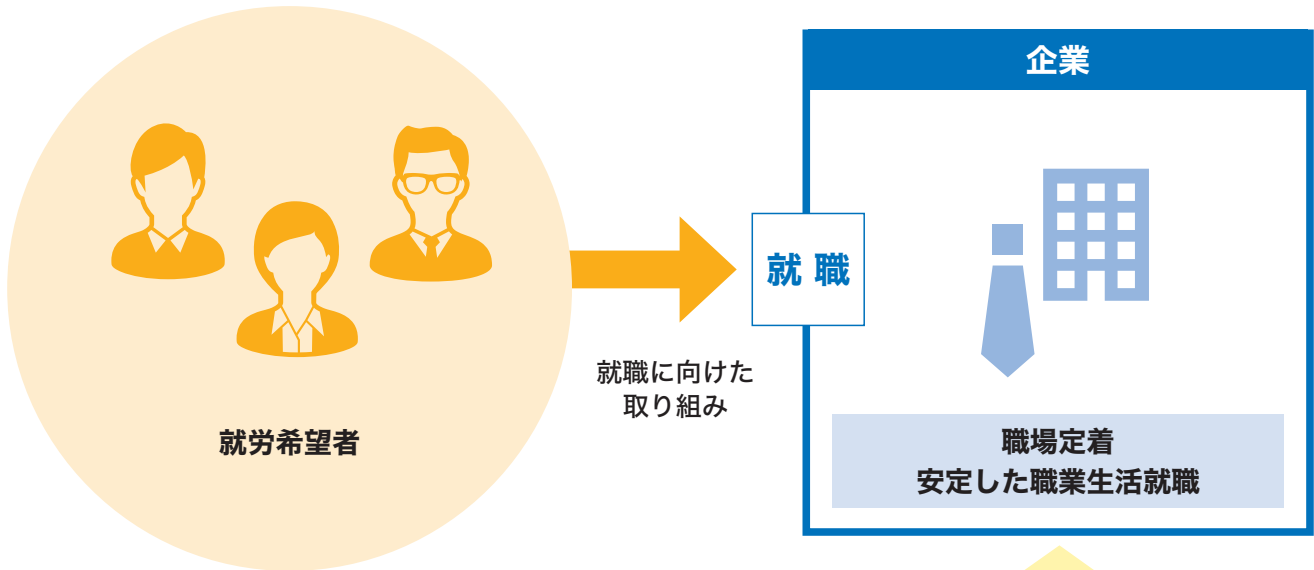 企業
就職
就職に向けた
取り組み
就労希望者
職場定着
安定した職業生活就職